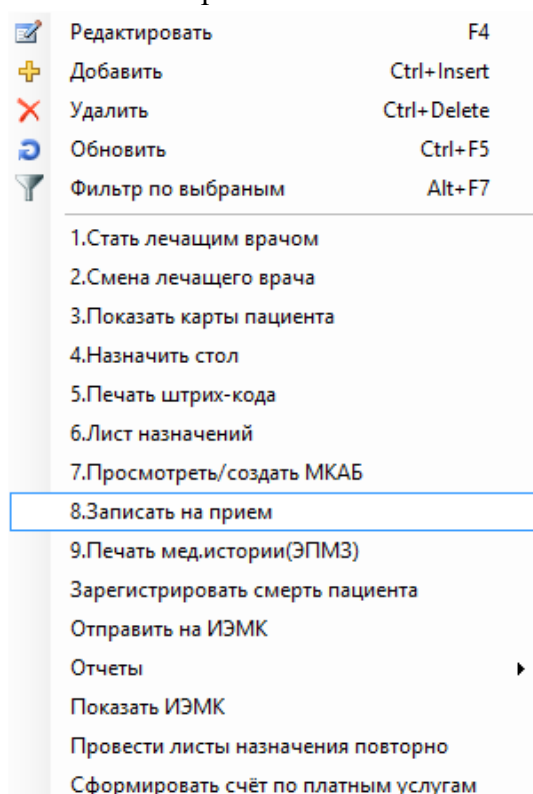 Редактировать F4
Добавить Ctrl+Insert
Удалить Ctrl+Delete
Обновить Ctrl+F5
Фильтр по выбраным Alt+F7
1.Стать лечащим врачом
2.Смена лечащего врача
3.Показать карты пациента
4.Назначить стол
5.Печать штрих-кода
6.Лист назначений
7.Просмотреть/создать МКАБ
8.Записать на прием
9.Печать мед.истории(ЭПМЗ)
Зарегистрировать смерть пациента
Отправить на ИЭМК
Отчеты
Показать ИЭМК
Провести листы назначения повторно
Сформировать счёт по платным услугам